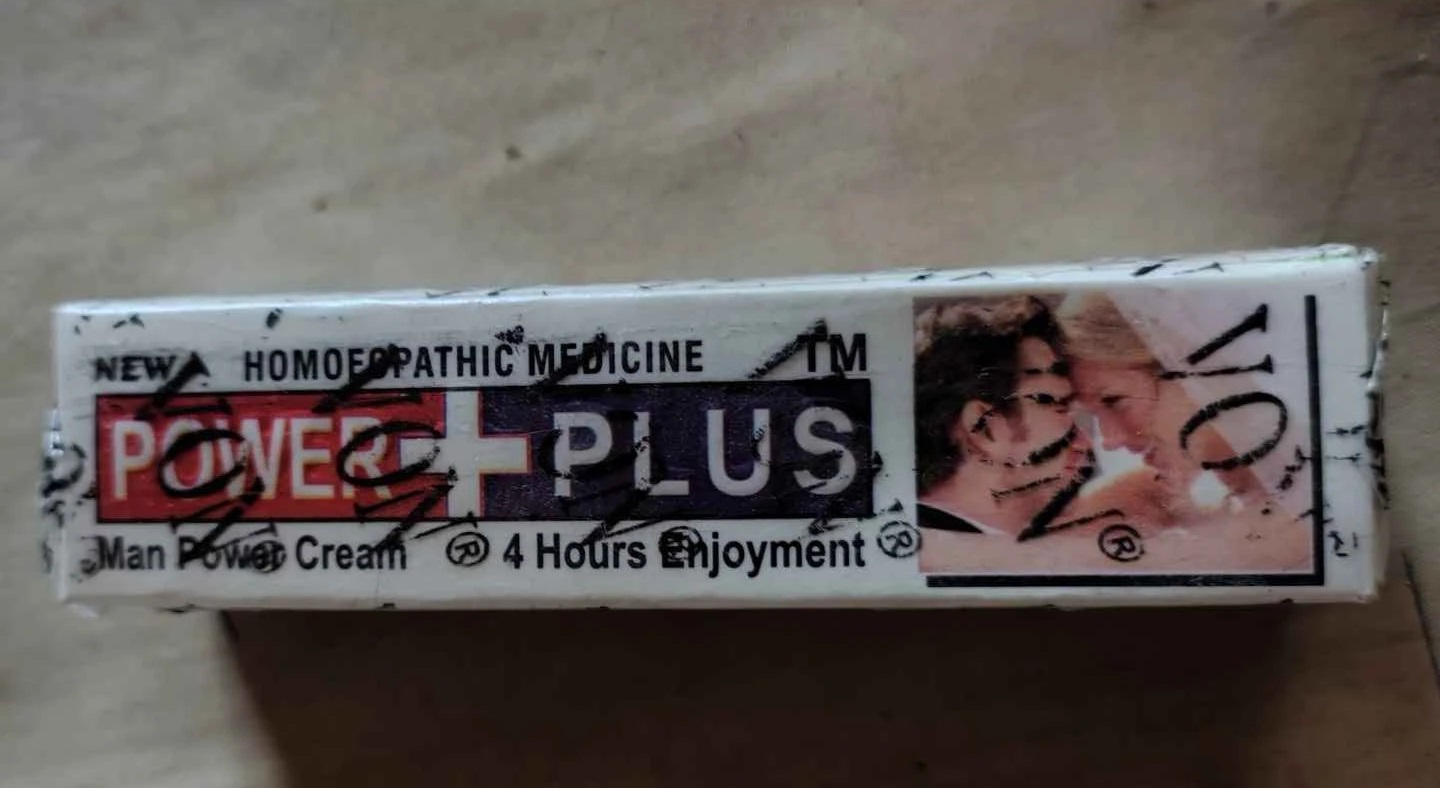 NEW HOMOEOPATHIC MEDICINE TM
POWER PLUS
Man Power Cream 4 Hours Enjoyment